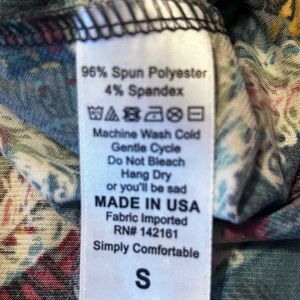 96% Spun Polyester
4% Spandex
Machine Wash Cold
Gentle Cycle
Do Not Bleach
Hang Dry
or you'll be sad
MADE IN USA
Fabric Imported
RN# 142161
Simply Comfortable
S